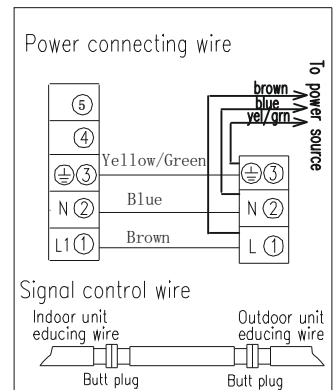 Power connecting wire
To power source
brown
blue
yel/grn
⑤
④
③
N ②
L1 ①
Yellow/Green
Blue
Brown
③
N ②
L ①
Signal control wire
Indoor unit
educing wire
Outdoor unit
educing wire
Butt plug
Butt plug